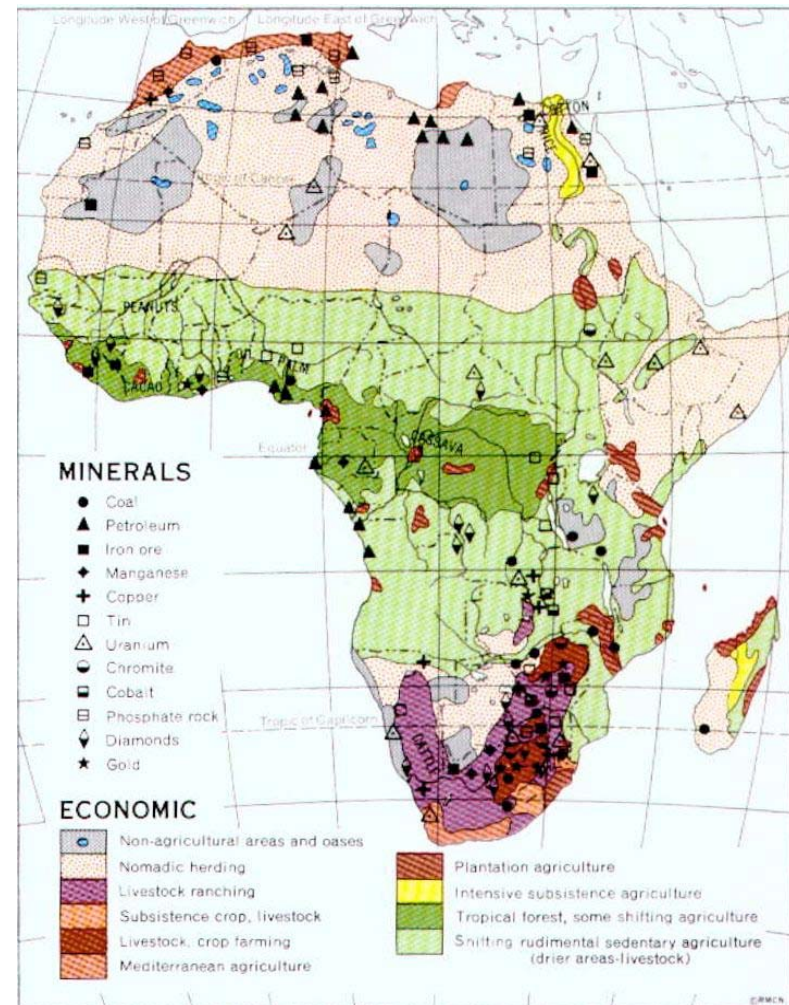 Longitude West of Greenwich
Longitude East of Greenwich
COTTON
RICE
Tropic of Cancer
PEANUTS
OIL PALM
CACAO
CASSAVA
Equator
Tropic of Capricorn
CATTLE
MINERALS
Coal
Petroleum
Iron ore
Manganese
Copper
Tin
Uranium
Chromite
Cobalt
Phosphate rock
Diamonds
Gold
ECONOMIC
Non-agricultural areas and oases
Nomadic herding
Livestock ranching
Subsistence crop, livestock
Livestock, crop farming
Mediterranean agriculture
Plantation agriculture
Intensive subsistence agriculture
Tropical forest, some shifting agriculture
Shifting rudimental sedentary agriculture
(drier areas-livestock)
©RMCN